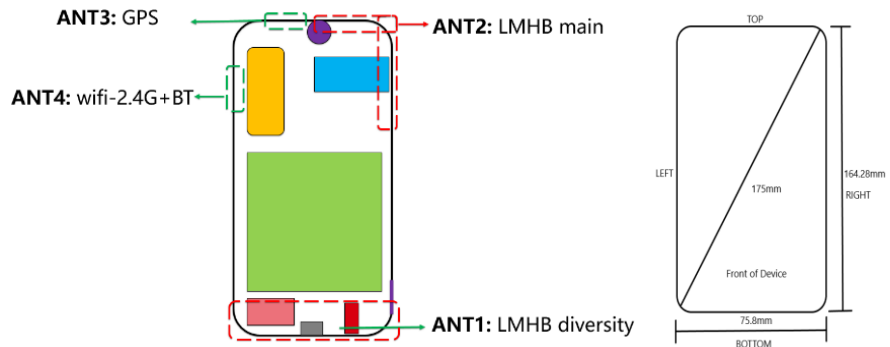 ANT3: GPS
ANT2: LMHB main
ANT4: wifi-2.4G+BT
ANT1: LMHB diversity
TOP
LEFT
164.28mm
RIGHT
175mm
Front of Device
75.8mm
BOTTOM